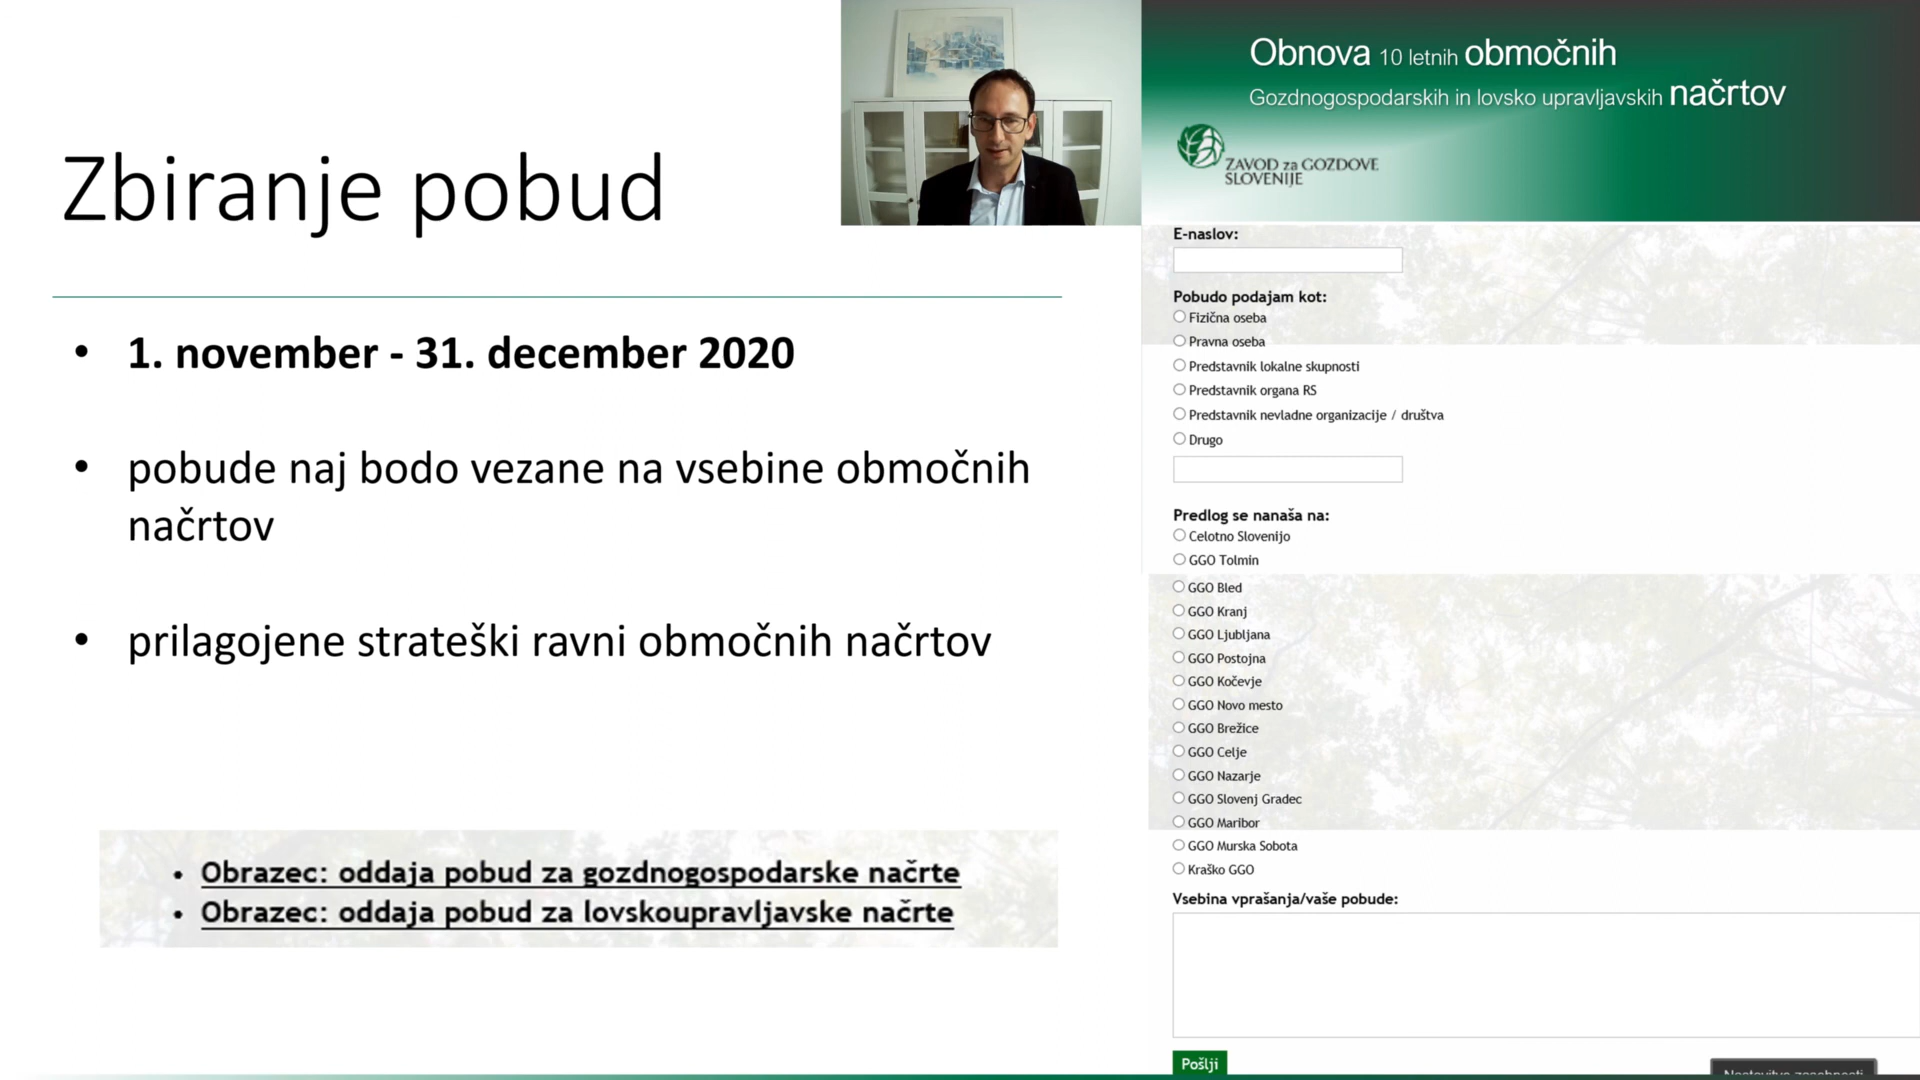 Zbiranje pobud
• 1. november - 31. december 2020
• pobude naj bodo vezane na vsebine območnih
načrtov
• prilagojene strateški ravni območnih načrtov
• Obrazec: oddaja pobud za gozdnogospodarske načrte
• Obrazec: oddaja pobud za lovskoupravljavske načrte
Obnova 10 letnih območnih
Gozdnogospodarskih in lovsko upravljavskih načrtov
ZAVOD za GOZDOVE
SLOVENIJE
E-naslov:
Pobudo podajam kot:
Fizična oseba
Pravna oseba
Predstavnik lokalne skupnosti
Predstavnik organa RS
Predstavnik nevladne organizacije / društva
Drugo
Predlog se nanaša na:
Celotno Slovenijo
GGO Tolmin
GGO Bled
GGO Kranj
GGO Ljubljana
GGO Postojna
GGO Kočevje
GGO Novo mesto
GGO Brežice
GGO Celje
GGO Nazarje
GGO Slovenj Gradec
GGO Maribor
GGO Murska Sobota
Kraško GGO
Vsebina vprašanja/vaše pobude:
Pošlji